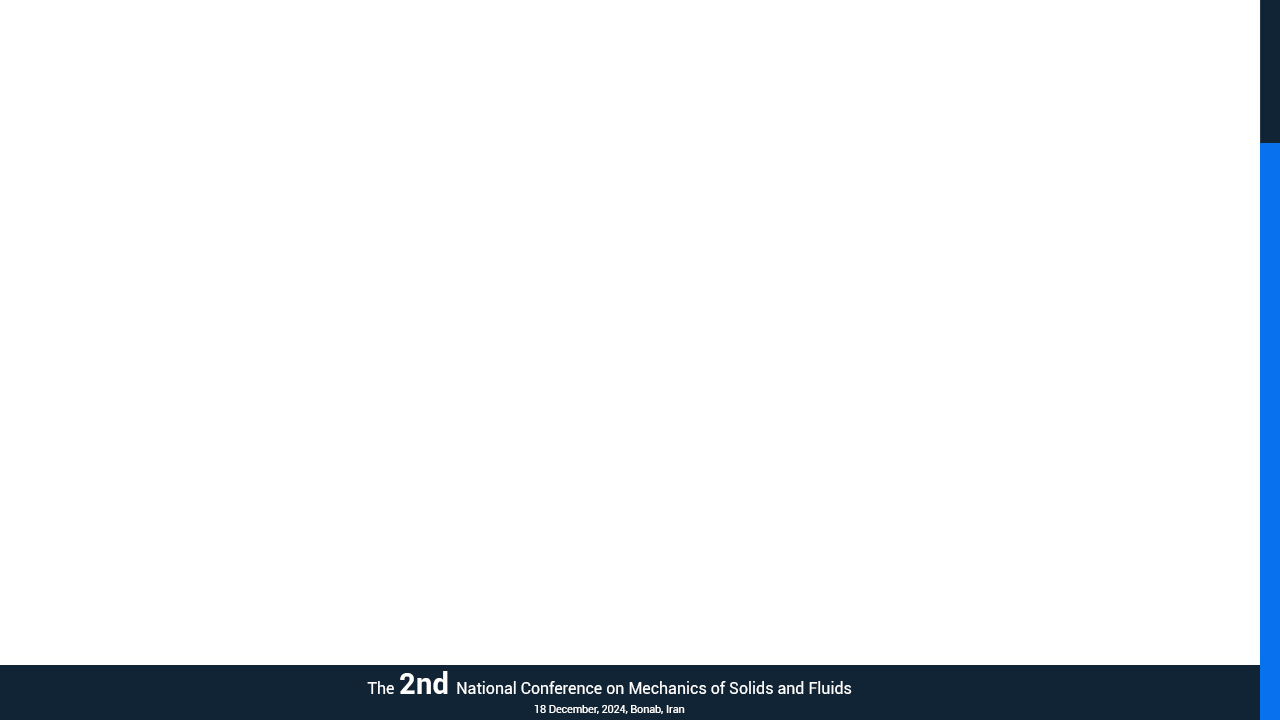 The 2nd National Conference on Mechanics of Solids and Fluids
18 December, 2024, Bonab, Iran